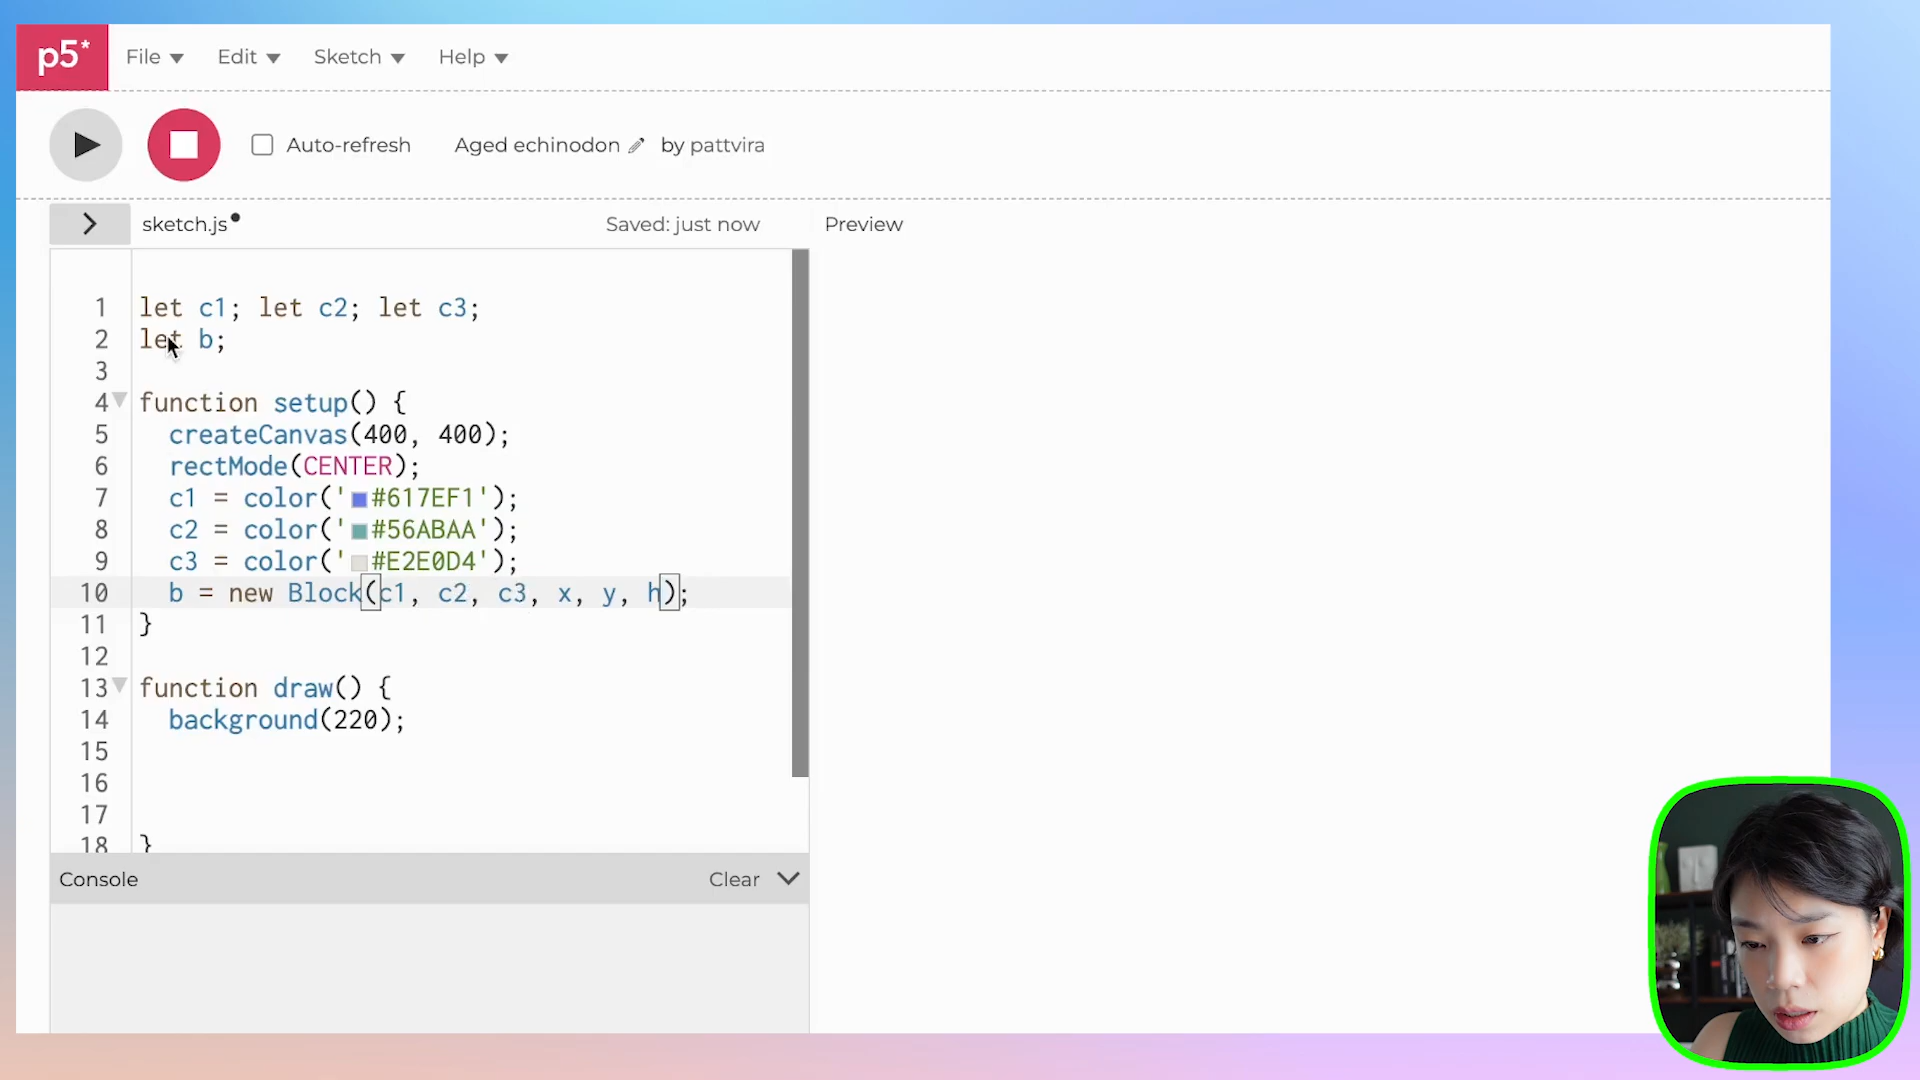 p5*
File Edit Sketch Help
Auto-refresh Aged echinodon by pattvira
sketch.js Saved: just now Preview
1 let c1; let c2; let c3;
2 let b;
3
4 function setup() {
5 createCanvas(400, 400);
6 rectMode(CENTER);
7 c1 = color('#617EF1');
8 c2 = color('#56ABAA');
9 c3 = color('#E2E0D4');
10 b = new Block(c1, c2, c3, x, y, h);
11 }
12
13 function draw() {
14 background(220);
15
16
17
18 }
Console Clear